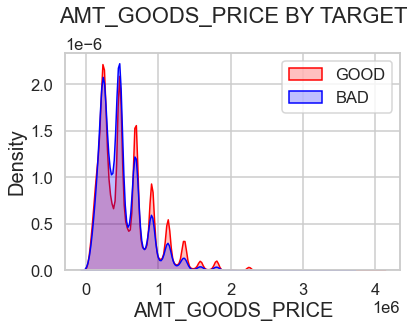 AMT_GOODS_PRICE BY TARGET
1e−6
GOOD
BAD
Density
2.0
1.5
1.0
0.5
0.0
0
1
2
3
4
1e6
AMT_GOODS_PRICE